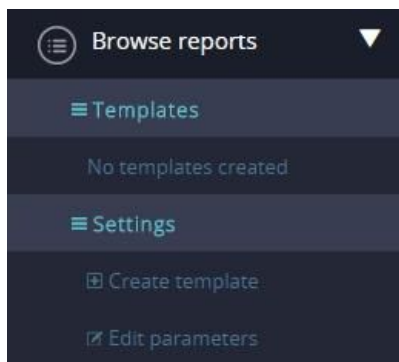 Browse reports
Templates
No templates created
Settings
Create template
Edit parameters